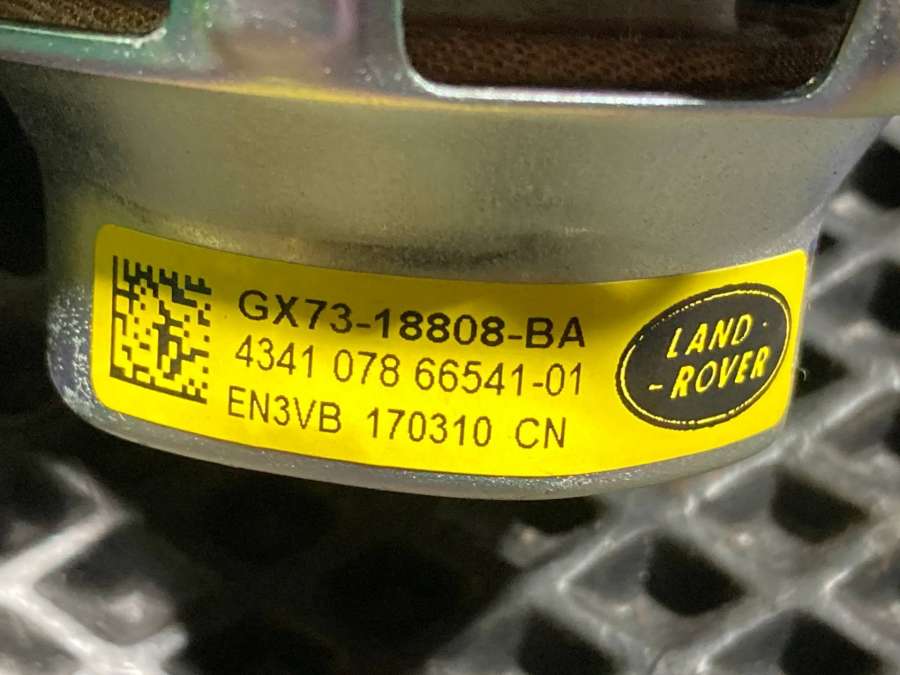 GX73-18808-BA
4341 078 66541-01
EN3VB 170310 CN
LAND
ROVER